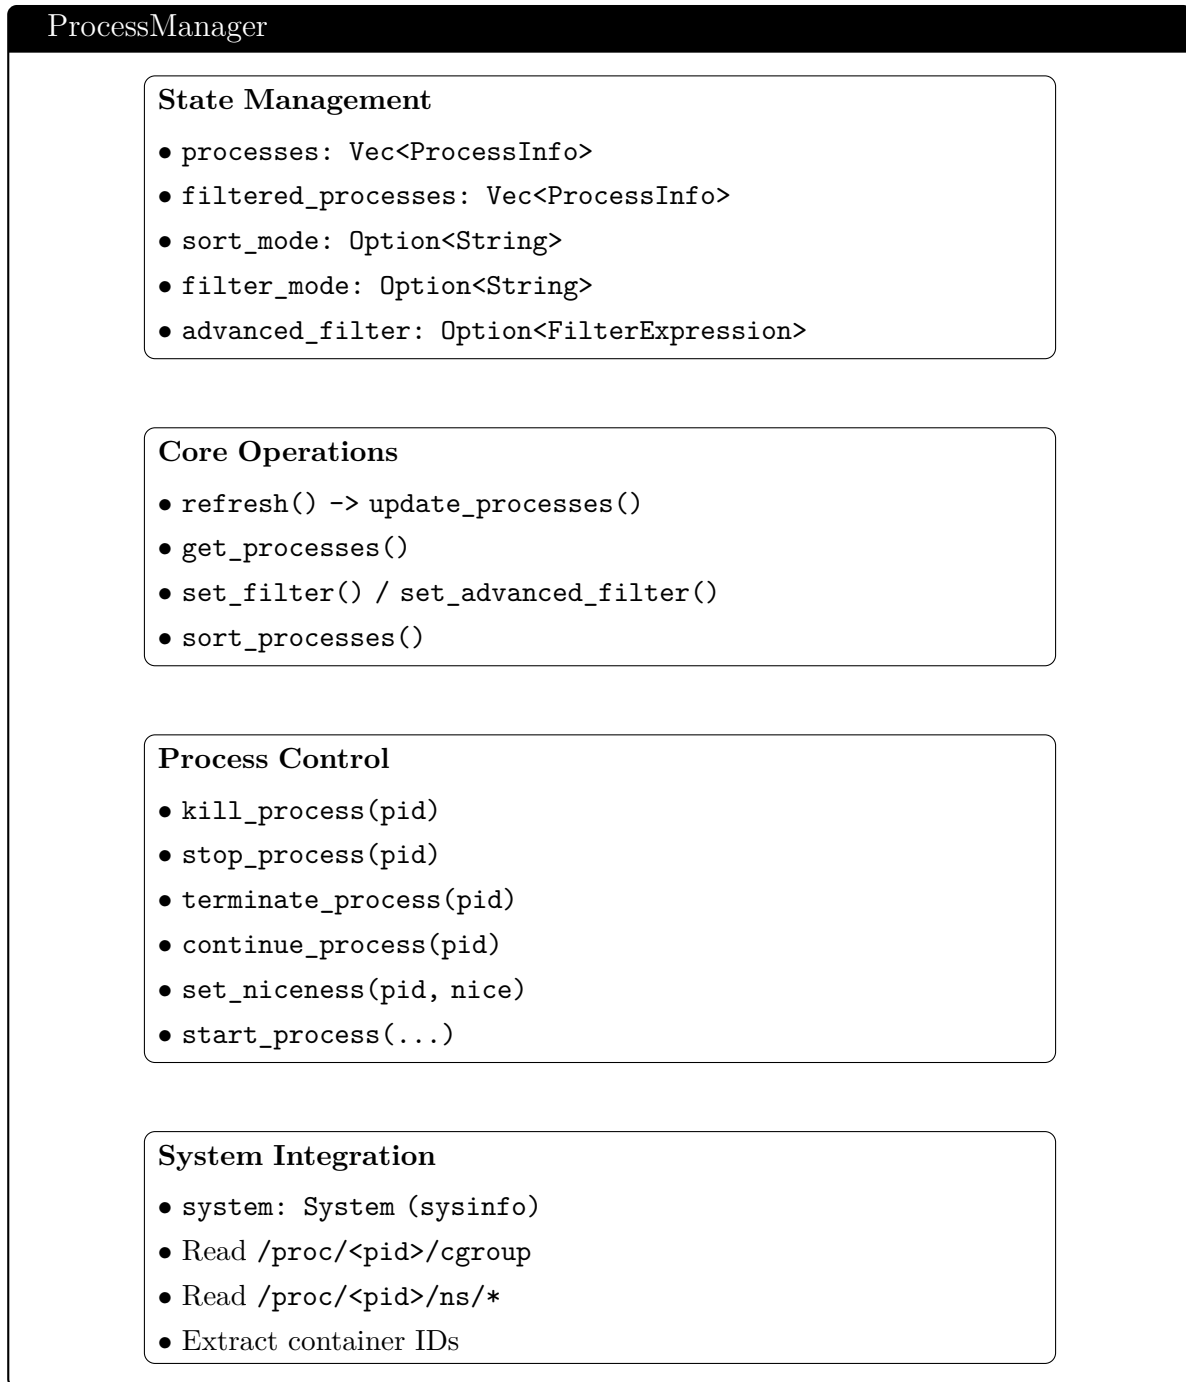 ProcessManager
State Management
• processes: Vec<ProcessInfo>
• filtered_processes: Vec<ProcessInfo>
• sort_mode: Option<String>
• filter_mode: Option<String>
• advanced_filter: Option<FilterExpression>
Core Operations
• refresh() -> update_processes()
• get_processes()
• set_filter() / set_advanced_filter()
• sort_processes()
Process Control
• kill_process(pid)
• stop_process(pid)
• terminate_process(pid)
• continue_process(pid)
• set_niceness(pid, nice)
• start_process(...)
System Integration
• system: System (sysinfo)
• Read /proc/<pid>/cgroup
• Read /proc/<pid>/ns/*
• Extract container IDs